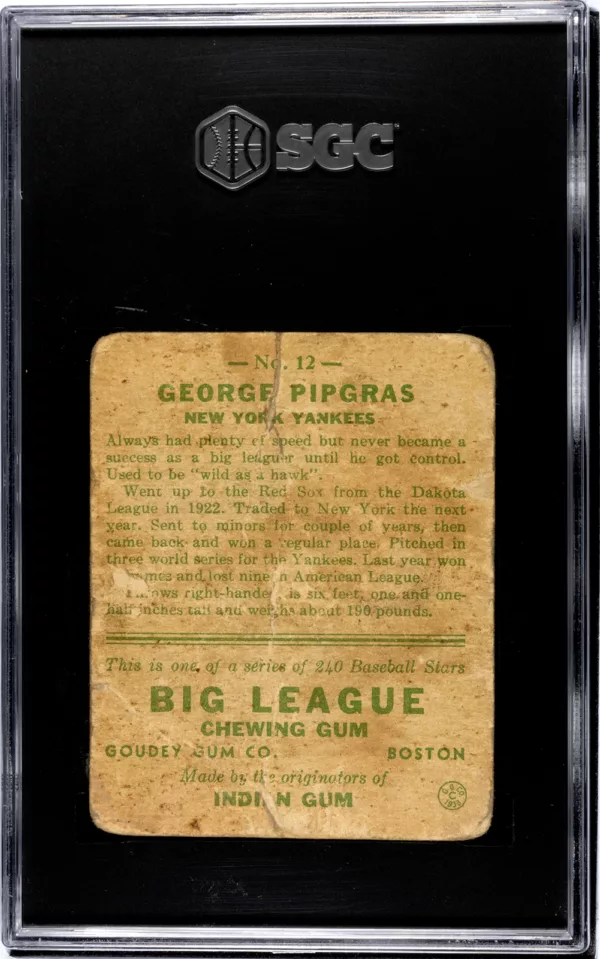 SGC
— No. 12 —
GEORGE PIPGRAS
NEW YORK YANKEES
Always had plenty of speed but never became a
success as a big leaguer until he got control.
Used to be "wild as a hawk".
Went up to the Red Sox from the Dakota
League in 1922. Traded to New York the next
year. Sent to minors for couple of years, then
came back and won a regular place. Pitched in
three world series for the Yankees. Last year won
and lost nine in American League.
Throws right-handed, is six feet, one and one-
half inches tall and weighs about 190 pounds.
This is one of a series of 240 Baseball Stars
BIG LEAGUE
CHEWING GUM
GOUDEY GUM CO. BOSTON
Made by the originators of
INDIAN GUM